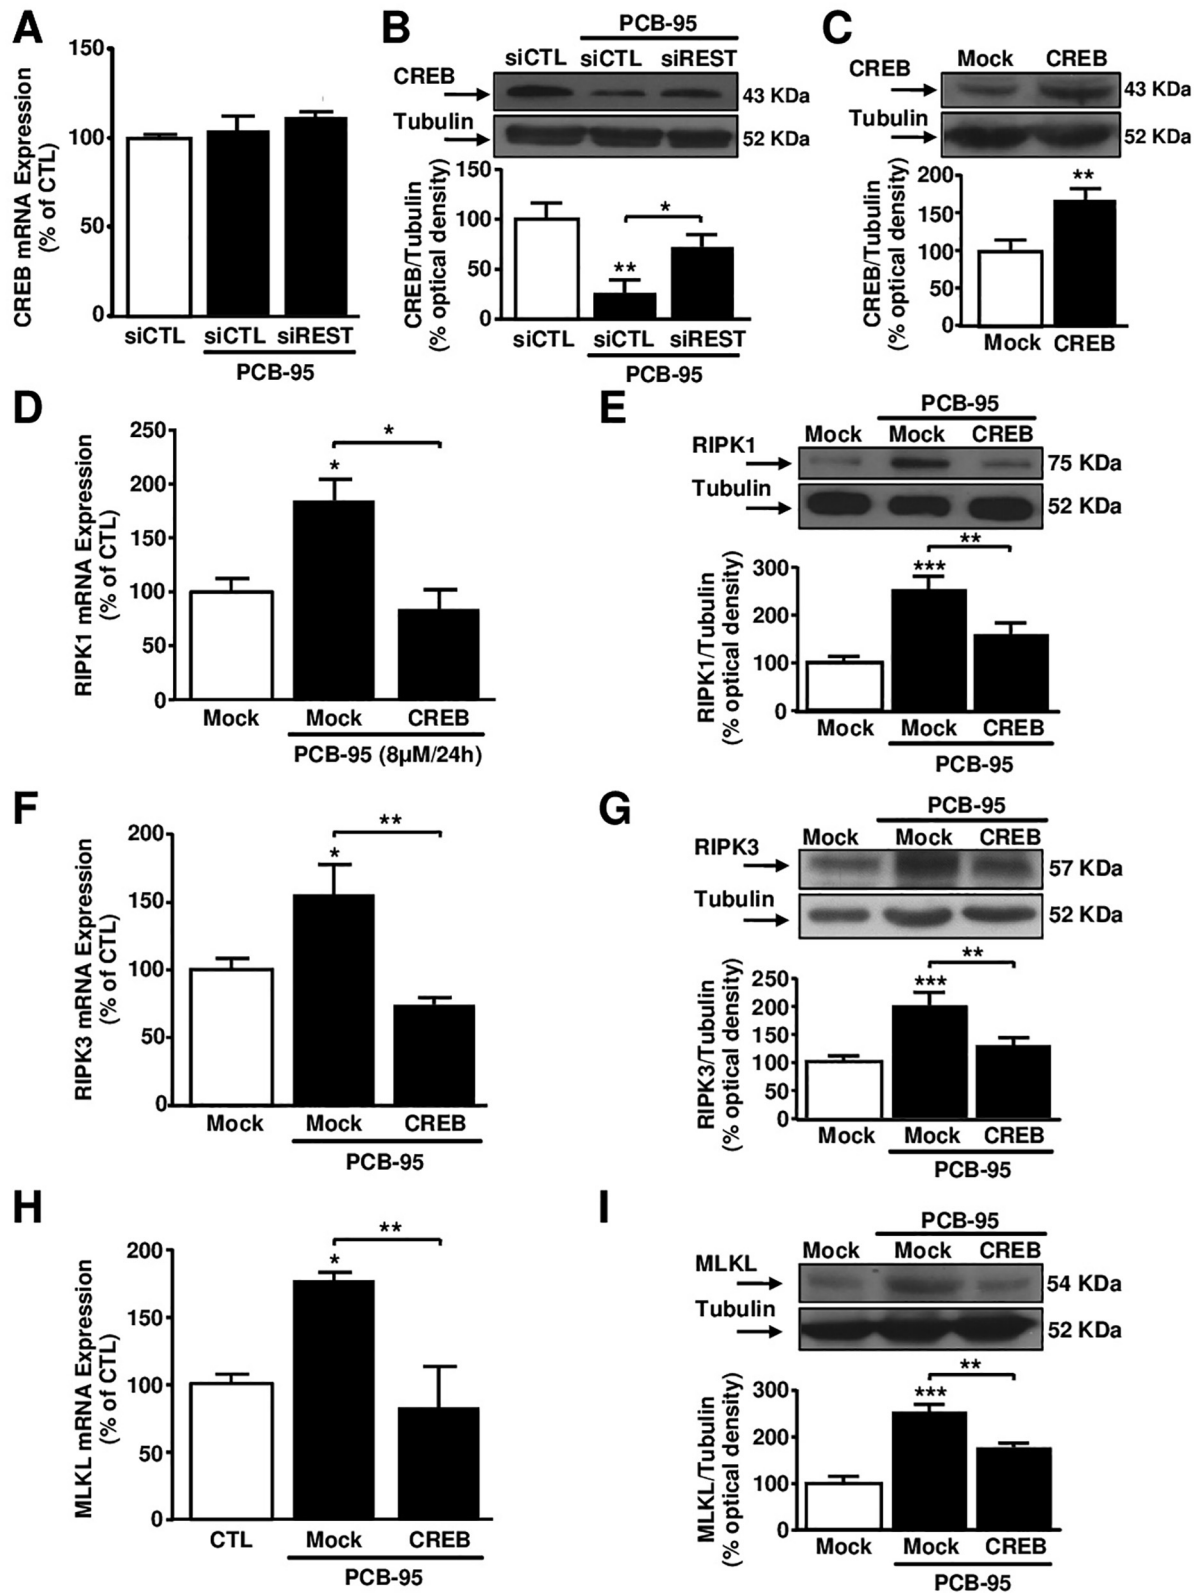 A
CREB mRNA Expression
(% of CTL)
150
100
50
0
siCTL siCTL siREST
PCB-95
B
PCB-95
siCTL siCTL siREST
CREB
43 KDa
Tubulin
52 KDa
CREB/Tubulin
(% optical density)
150
100
50
0
*
**
siCTL siCTL siREST
PCB-95
C
Mock CREB
CREB
43 KDa
Tubulin
52 KDa
CREB/Tubulin
(% optical density)
200
150
100
50
0
**
Mock CREB
D
RIPK1 mRNA Expression
(% of CTL)
250
200
150
100
50
0
*
*
Mock Mock CREB
PCB-95 (8µM/24h)
E
PCB-95
Mock Mock CREB
RIPK1
75 KDa
Tubulin
52 KDa
RIPK1/Tubulin
(% optical density)
300
200
100
0
**
***
Mock Mock CREB
PCB-95
F
RIPK3 mRNA Expression
(% of CTL)
200
150
100
50
0
**
*
Mock Mock CREB
PCB-95
G
PCB-95
Mock Mock CREB
RIPK3
57 KDa
Tubulin
52 KDa
RIPK3/Tubulin
(% optical density)
250
200
150
100
50
0
**
***
Mock Mock CREB
PCB-95
H
MLKL mRNA Expression
(% of CTL)
200
150
100
50
0
**
*
CTL Mock CREB
PCB-95
I
PCB-95
Mock Mock CREB
MLKL
54 KDa
Tubulin
52 KDa
MLKL/Tubulin
(% optical density)
300
200
100
0
**
***
Mock Mock CREB
PCB-95